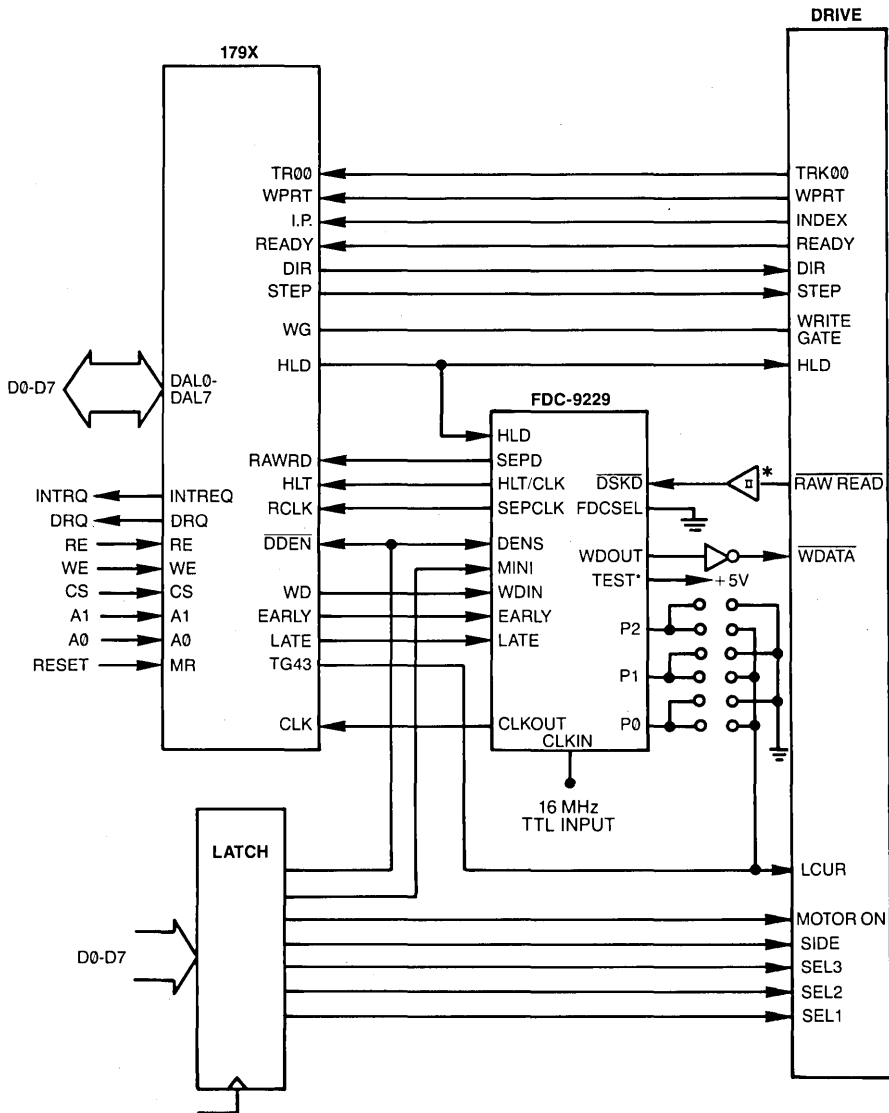 DRIVE
179X
TR00
WPRT
I.P.
READY
DIR
STEP
WG
HLD
TRK00
WPRT
INDEX
READY
DIR
STEP
WRITE
GATE
HLD
D0-D7
DAL0-
DAL7
FDC-9229
HLD
RAWRD
SEPD
DSKD
*
RAW READ
INTRQ
INTREQ
HLT
HLT/CLK
DRQ
DRQ
RCLK
SEPCLK
FDCSEL
RE
RE
DDEN
DENS
WDOUT
WDATA
WE
WE
MINI
TEST*
+5V
CS
CS
WD
WDIN
A1
A1
EARLY
EARLY
P2
A0
A0
LATE
LATE
RESET
MR
TG43
P1
CLK
CLKOUT
P0
CLKIN
16 MHz
TTL INPUT
LATCH
LCUR
D0-D7
MOTOR ON
SIDE
SEL3
SEL2
SEL1